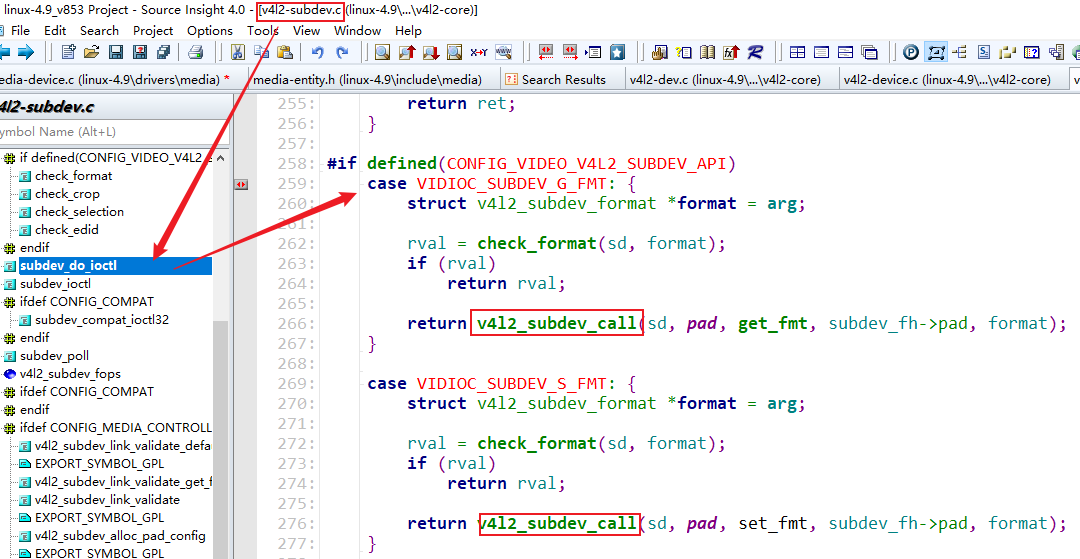 linux-4.9_v853 Project - Source Insight 4.0 - [v4l2-subdev.c (linux-4.9\...\v4l2-core)]
File Edit Search Project Options Tools View Window Help
edia-device.c (linux-4.9\drivers\media) * media-entity.h (linux-4.9\include\media) Search Results v4l2-dev.c (linux-4.9\...\v4l2-core) v4l2-device.c (linux-4.9\...\v4l2-core)
4l2-subdev.c
ymbol Name (Alt+L)
if defined(CONFIG_VIDEO_V4L2_
check_format
check_crop
check_selection
check_edid
endif
subdev_do_ioctl
subdev_ioctl
ifdef CONFIG_COMPAT
subdev_compat_ioctl32
endif
subdev_poll
v4l2_subdev_fops
ifdef CONFIG_COMPAT
endif
ifdef CONFIG_MEDIA_CONTROLL
v4l2_subdev_link_validate_defa
EXPORT_SYMBOL_GPL
v4l2_subdev_link_validate_get_f
v4l2_subdev_link_validate
EXPORT_SYMBOL_GPL
v4l2_subdev_alloc_pad_config
EXPORT_SYMBOL_GPL
255: return ret;
256: }
257:
258: #if defined(CONFIG_VIDEO_V4L2_SUBDEV_API)
259: case VIDIOC_SUBDEV_G_FMT: {
260: struct v4l2_subdev_format *format = arg;
261:
262: rval = check_format(sd, format);
263: if (rval)
264: return rval;
265:
266: return v4l2_subdev_call(sd, pad, get_fmt, subdev_fh->pad, format);
267: }
268:
269: case VIDIOC_SUBDEV_S_FMT: {
270: struct v4l2_subdev_format *format = arg;
271:
272: rval = check_format(sd, format);
273: if (rval)
274: return rval;
275:
276: return v4l2_subdev_call(sd, pad, set_fmt, subdev_fh->pad, format);
277: }